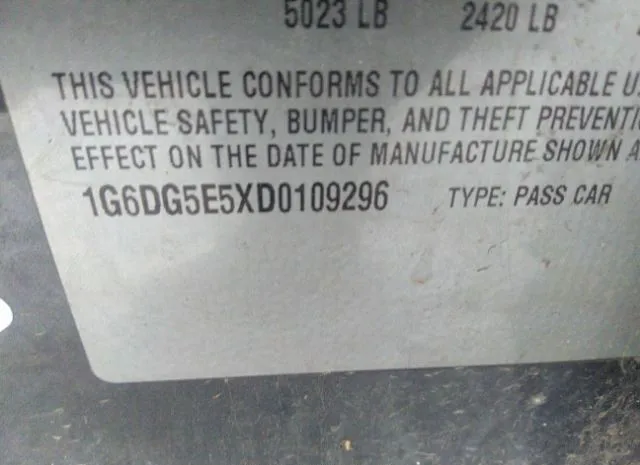 5023 LB 2420 LB
THIS VEHICLE CONFORMS TO ALL APPLICABLE U.
VEHICLE SAFETY, BUMPER, AND THEFT PREVENTI
EFFECT ON THE DATE OF MANUFACTURE SHOWN A
1G6DG5E5XD0109296 TYPE: PASS CAR